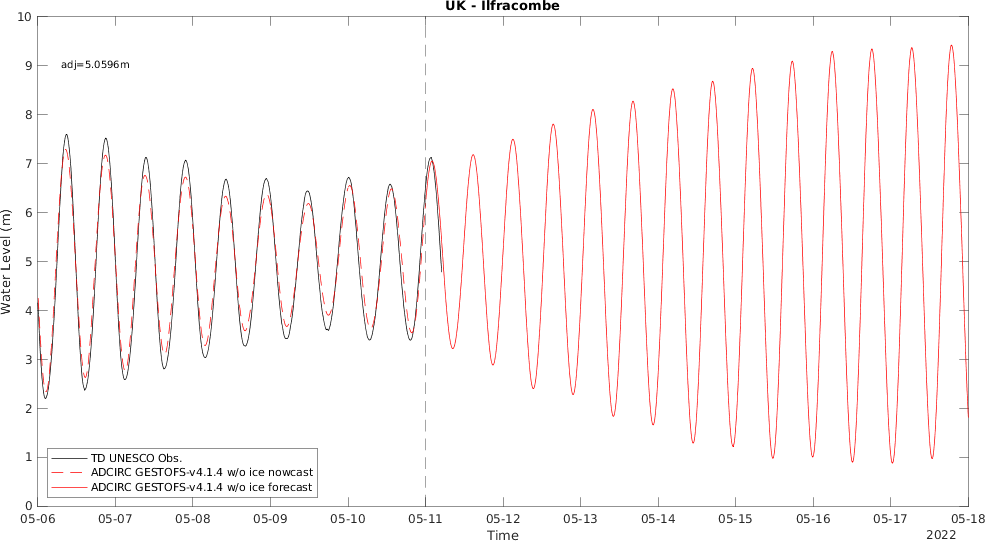 UK - Ilfracombe
adj=5.0596m
10
9
8
7
6
5
4
3
2
1
0
Water Level (m)
TD UNESCO Obs.
ADCIRC GESTOFS-v4.1.4 w/o ice nowcast
ADCIRC GESTOFS-v4.1.4 w/o ice forecast
05-06 05-07 05-08 05-09 05-10 05-11 05-12 05-13 05-14 05-15 05-16 05-17 05-18
Time
2022